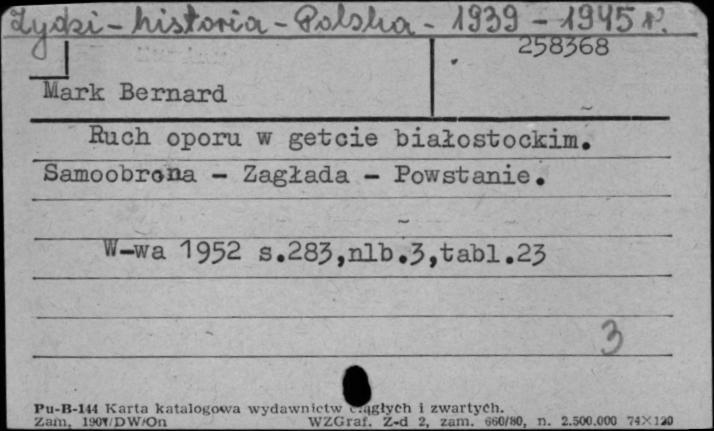 Żydzi - historia - Polska - 1939 - 1945 r.
258368
Mark Bernard
Ruch oporu w getcie białostockim.
Samoobrona - Zagłada - Powstanie.
W-wa 1952 s.283,nlb.3,tabl.23
3
Pu-B-144 Karta katalogowa wydawnictw ciągłych i zwartych.
Zam. 1907/DW/On WZGraf. Z-d 2, zam. 660/80, n. 2.500.000 74×120